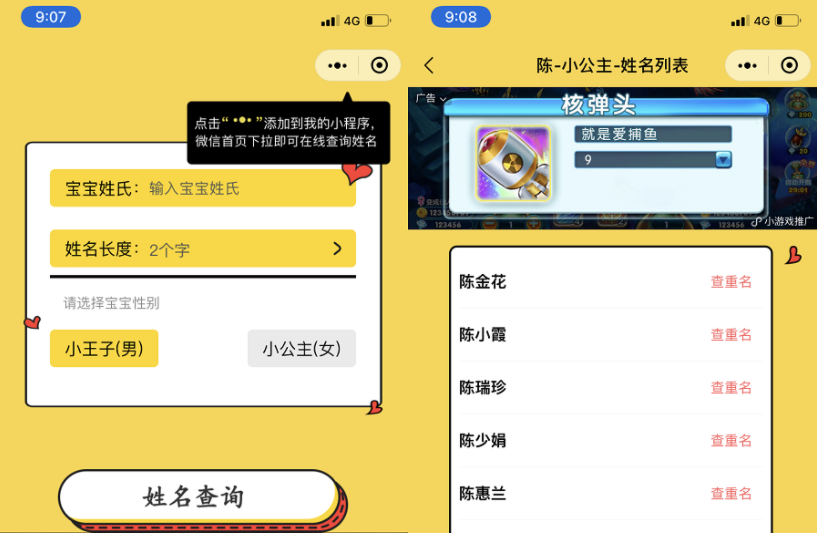 9:07
4G
点击“ ”添加到我的小程序，
微信首页下拉即可在线查询姓名
宝宝姓氏：输入宝宝姓氏
姓名长度：2个字
请选择宝宝性别
小王子(男)
小公主(女)
姓名查询
9:08
4G
陈-小公主-姓名列表
广告
核弹头
就是爱捕鱼
9
200
20
29:01
123456
123456
小游戏推广
陈金花
查重名
陈小霞
查重名
陈瑞珍
查重名
陈少娟
查重名
陈惠兰
查重名